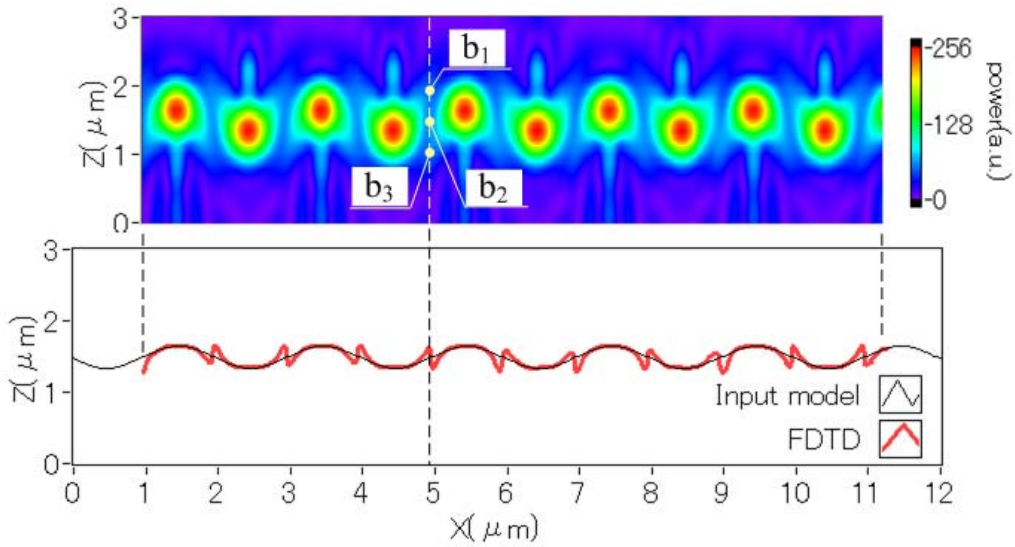 3
2
1
0
Z( μm)
b₁
b₂
b₃
-256
-128
-0
power(a.u.)
3
2
1
0
Z( μm)
Input model
FDTD
0 1 2 3 4 5 6 7 8 9 10 11 12
X( μm)